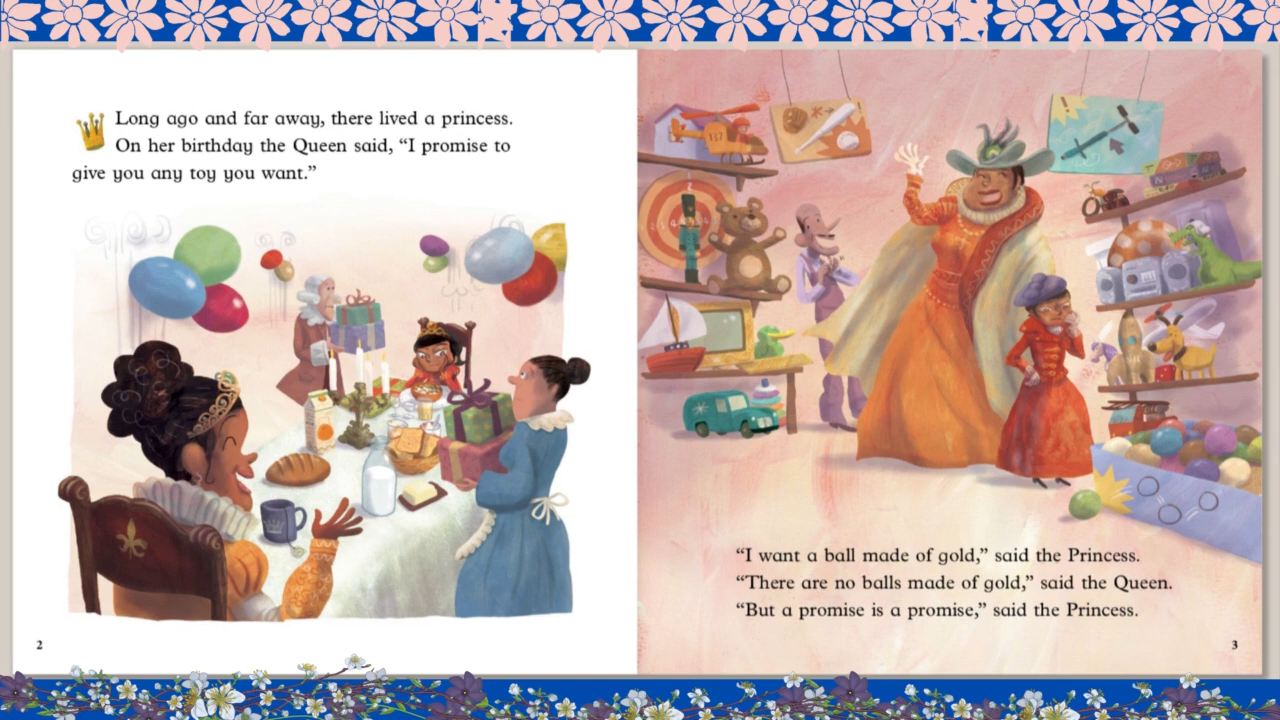 Long ago and far away, there lived a princess.
On her birthday the Queen said, “I promise to
give you any toy you want.”
2
“I want a ball made of gold,” said the Princess.
“There are no balls made of gold,” said the Queen.
“But a promise is a promise,” said the Princess.
3